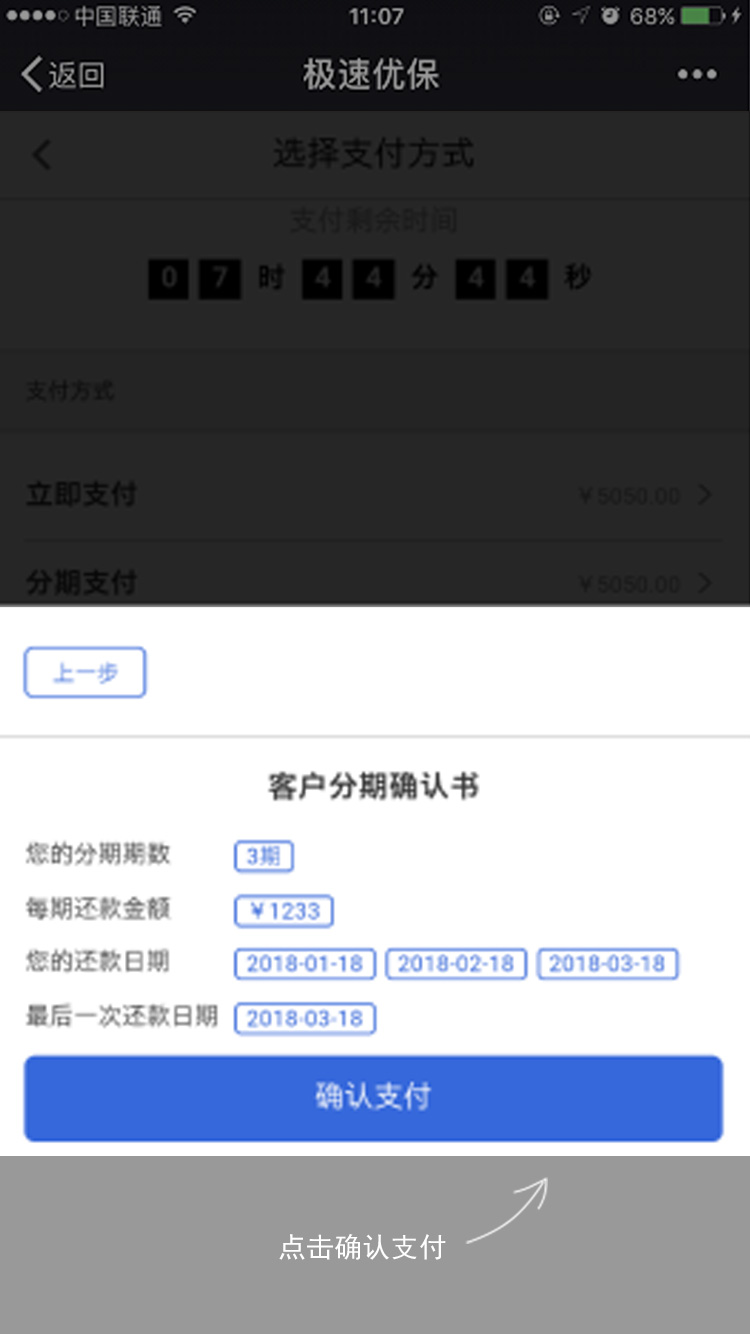 中国联通 11:07 68%
返回 极速优保
选择支付方式
支付剩余时间
07时44分44秒
支付方式
立即支付 ¥5050.00
分期支付 ¥5050.00
上一步
客户分期确认书
您的分期期数 3期
每期还款金额 ¥1233
您的还款日期 2018-01-18 2018-02-18 2018-03-18
最后一次还款日期 2018-03-18
确认支付
点击确认支付